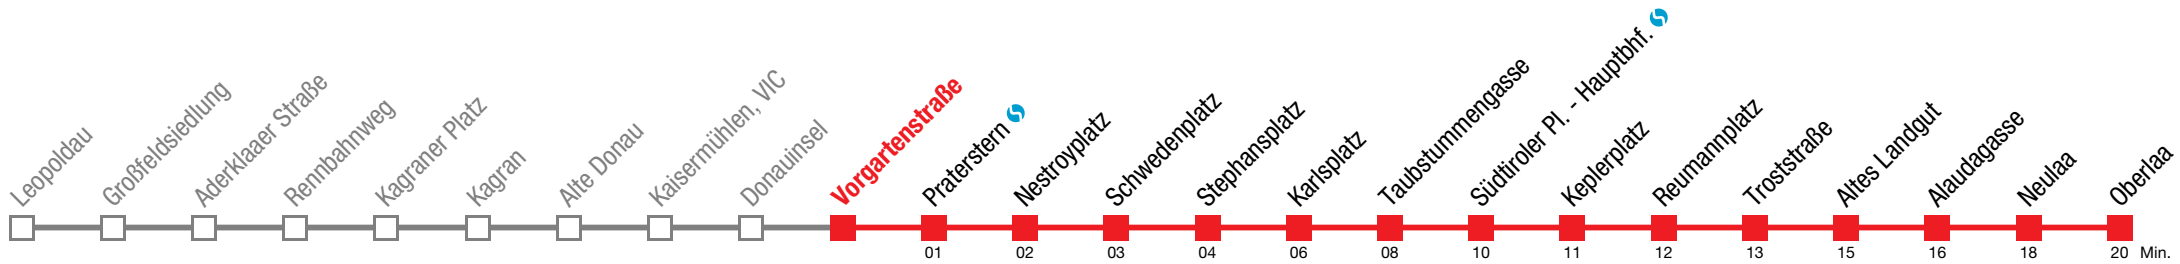 Leopoldau
Großfeldsiedlung
Aderklaaer Straße
Rennbahnweg
Kagraner Platz
Kagran
Alte Donau
Kaisermühlen, VIC
Donauinsel
Vorgartenstraße
Praterstern
Nestroyplatz
Schwedenplatz
Stephansplatz
Karlsplatz
Taubstummengasse
Südtiroler Pl. - Hauptbhf.
Keplerplatz
Reumannplatz
Troststraße
Altes Landgut
Alaudagasse
Neulaa
Oberlaa
01 02 03 04 06 08 10 11 12 13 15 16 18 20 Min.